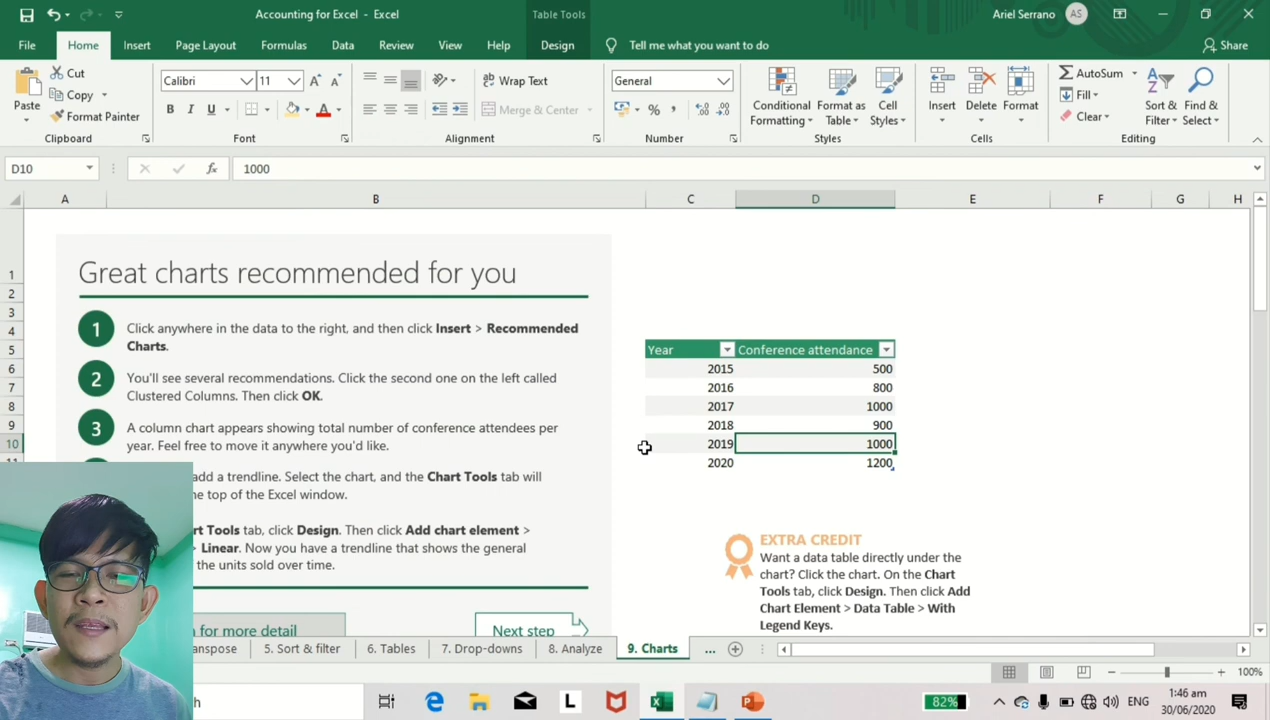 Accounting for Excel - Excel
Table Tools
Ariel Serrano
AS
File
Home
Insert
Page Layout
Formulas
Data
Review
View
Help
Design
Tell me what you want to do
Share
Paste
Cut
Copy
Format Painter
Clipboard
Calibri
11
B I U
Font
Wrap Text
Merge & Center
Alignment
General
%
Number
Conditional
Formatting
Format as
Table
Cell
Styles
Styles
Insert
Delete
Format
Cells
AutoSum
Fill
Clear
Sort &
Filter
Find &
Select
Editing
D10
fx
1000
A B C D E F G H
1
2
3
4
5
6
7
8
9
10
Great charts recommended for you
1
Click anywhere in the data to the right, and then click Insert > Recommended
Charts.
2
You'll see several recommendations. Click the second one on the left called
Clustered Columns. Then click OK.
3
A column chart appears showing total number of conference attendees per
year. Feel free to move it anywhere you'd like.
add a trendline. Select the chart, and the Chart Tools tab will
top of the Excel window.
Tools tab, click Design. Then click Add chart element >
> Linear. Now you have a trendline that shows the general
the units sold over time.
for more detail
Next step
Year Conference attendance
2015 500
2016 800
2017 1000
2018 900
2019 1000
2020 1200
EXTRA CREDIT
Want a data table directly under the
chart? Click the chart. On the Chart
Tools tab, click Design. Then click Add
Chart Element > Data Table > With
Legend Keys.
5. Sort & filter
6. Tables
7. Drop-downs
8. Analyze
9. Charts
...
100%
L
82%
ENG
1:46 am
30/06/2020